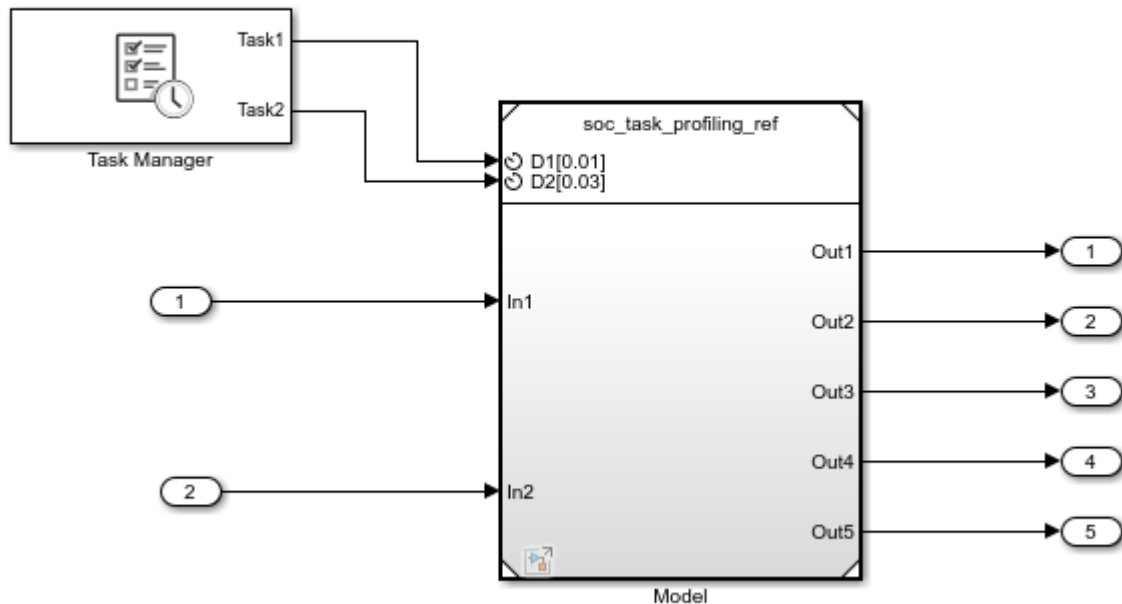 Task1
Task2
Task Manager
soc_task_profiling_ref
D1[0.01]
D2[0.03]
Out1
1
1
In1
Out2
2
Out3
3
Out4
4
2
In2
Out5
5
Model